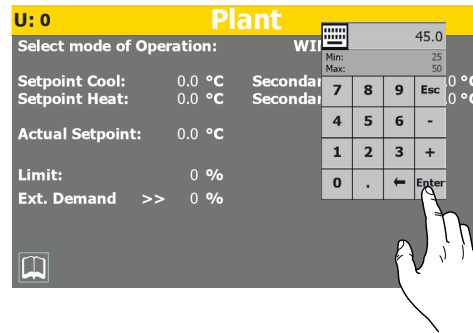 U: 0 Plant
Select mode of Operation: WI
45.0
Min: 25
Max: 50
Setpoint Cool: 0.0 °C Secondar .0 °C
Setpoint Heat: 0.0 °C Secondar .0 °C
7 8 9 Esc
4 5 6 -
Actual Setpoint: 0.0 °C
1 2 3 +
Limit: 0 %
0 . ← Enter
Ext. Demand >> 0 %